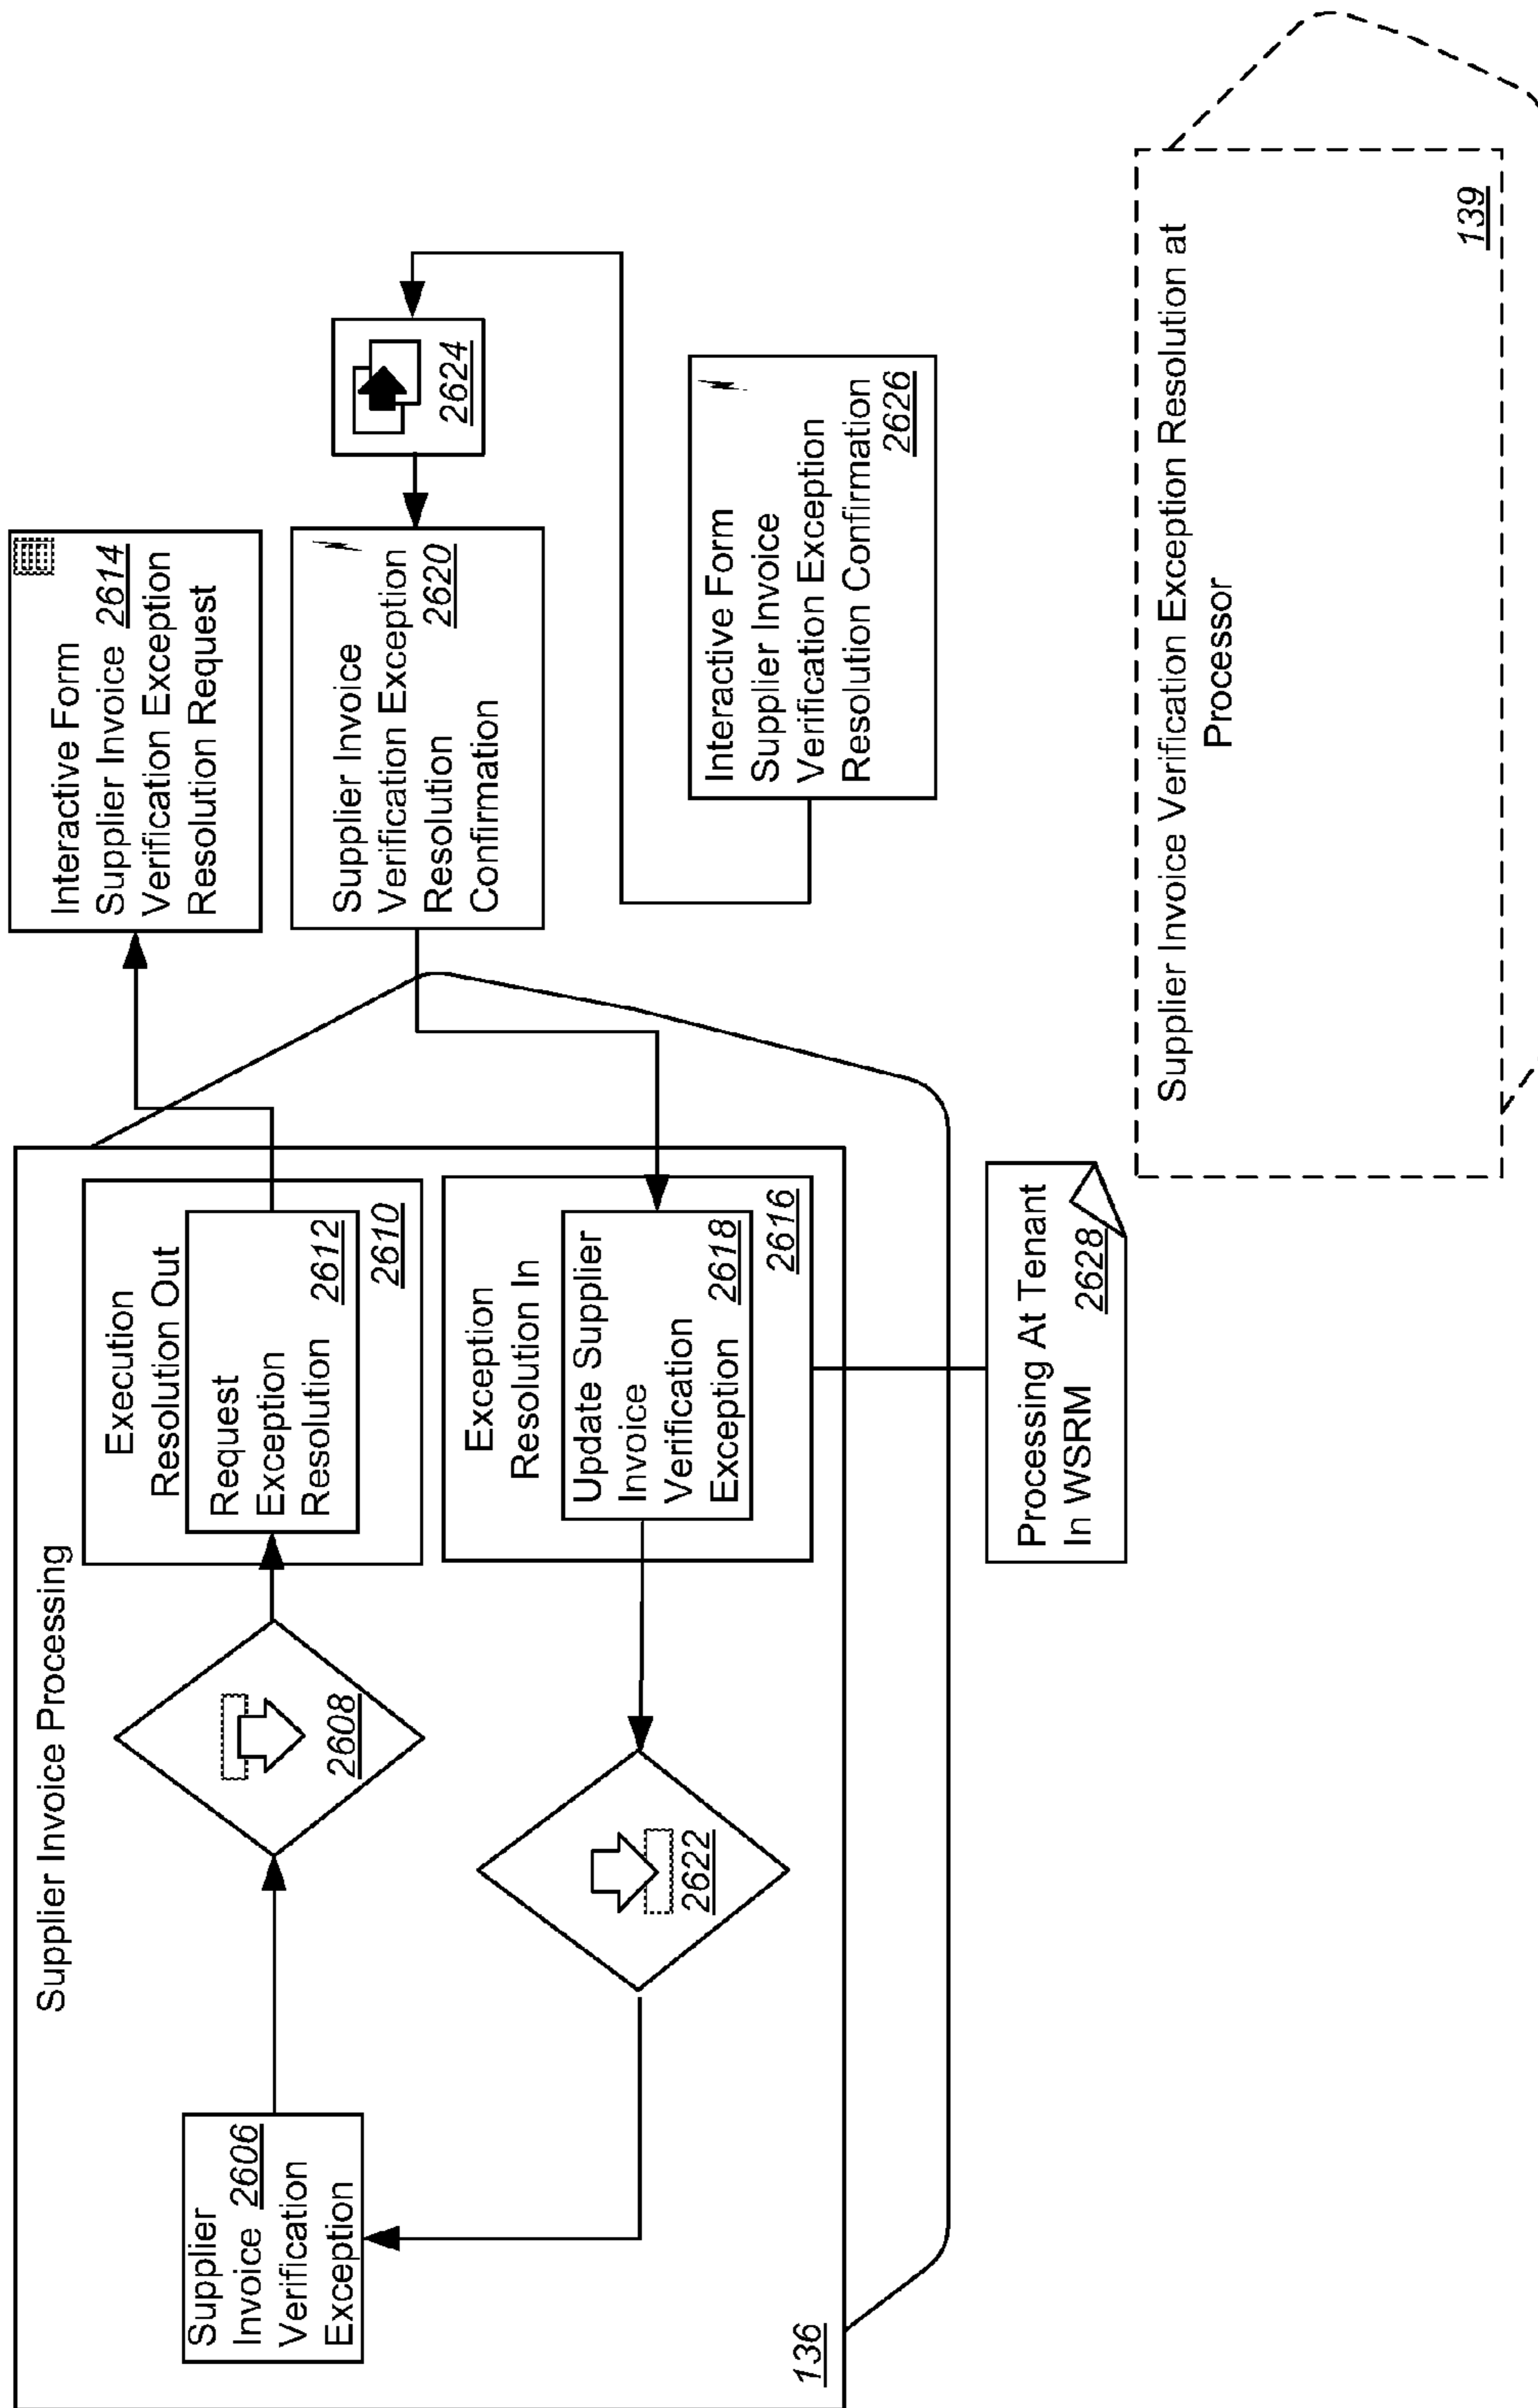 Supplier Invoice Processing
Supplier
Invoice 2606
Verification
Exception
2608
Execution
Resolution Out
Request
Exception
Resolution
2612
2610
Interactive Form
Supplier Invoice 2614
Verification Exception
Resolution Request
Exception
Resolution In
Update Supplier
Invoice
Verification
Exception 2618
2616
2622
136
Supplier Invoice
Verification Exception
Resolution 2620
Confirmation
2624
Interactive Form
Supplier Invoice
Verification Exception
Resolution Confirmation
2626
Processing At Tenant
In WSRM 2628
Supplier Invoice Verification Exception Resolution at
Processor
139